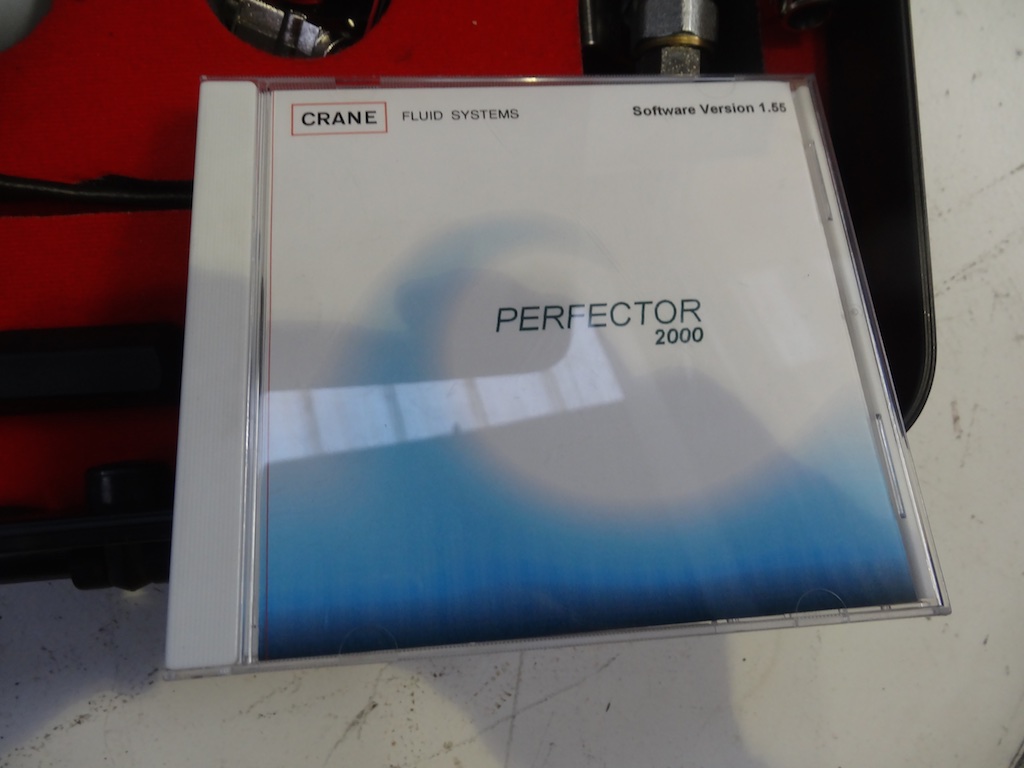 CRANE FLUID SYSTEMS Software Version 1.55
PERFECTOR
2000